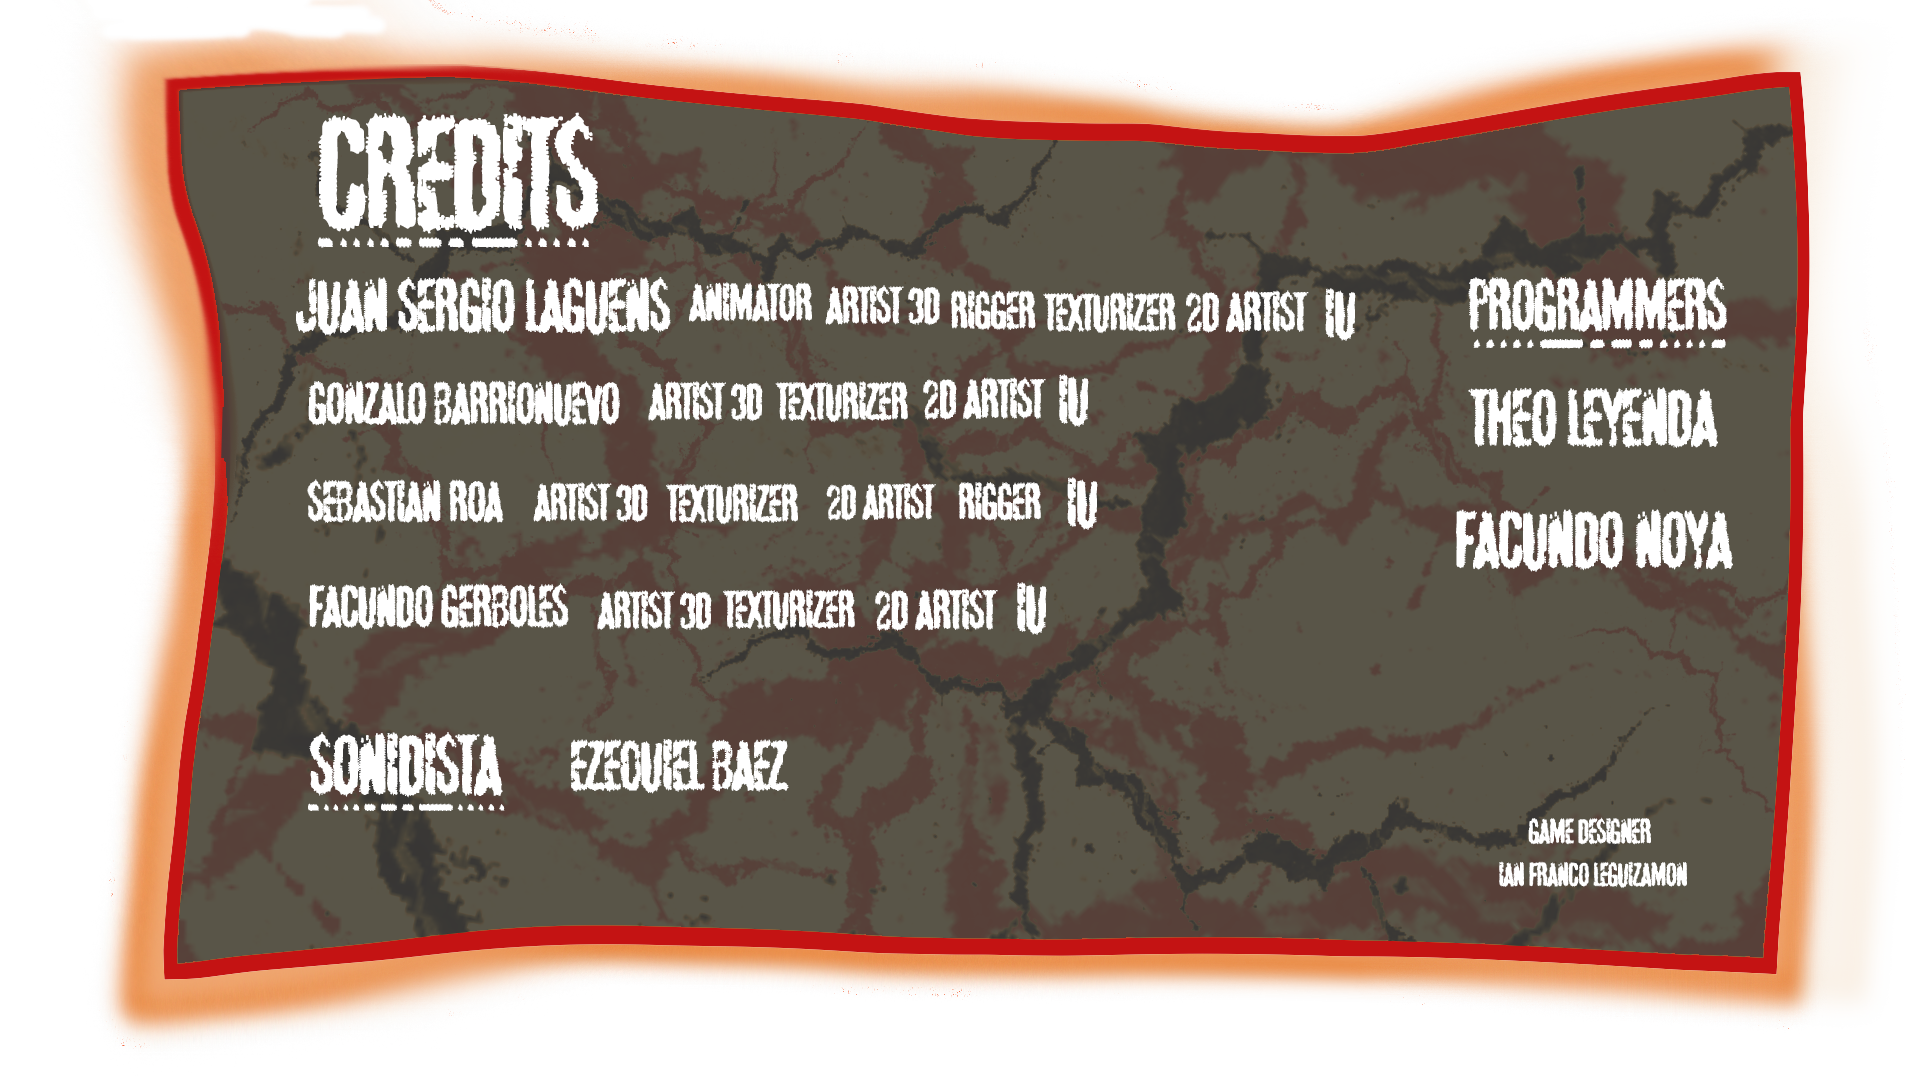 CREDITS
JUAN SERGIO LAGUENS ANIMATOR ARTIST 3D RIGGER TEXTURIZER 2D ARTIST IU
GONZALO BARRIONUEVO ARTIST 3D TEXTURIZER 2D ARTIST IU
SEBASTIAN ROA ARTIST 3D TEXTURIZER 2D ARTIST RIGGER IU
FACUNDO GERBOLES ARTIST 3D TEXTURIZER 2D ARTIST IU
SONIDISTA EZEQUIEL BAEZ
PROGRAMMERS
THEO LEYENDA
FACUNDO NOYA
GAME DESIGNER
IAN FRANCO LEGUIZAMON